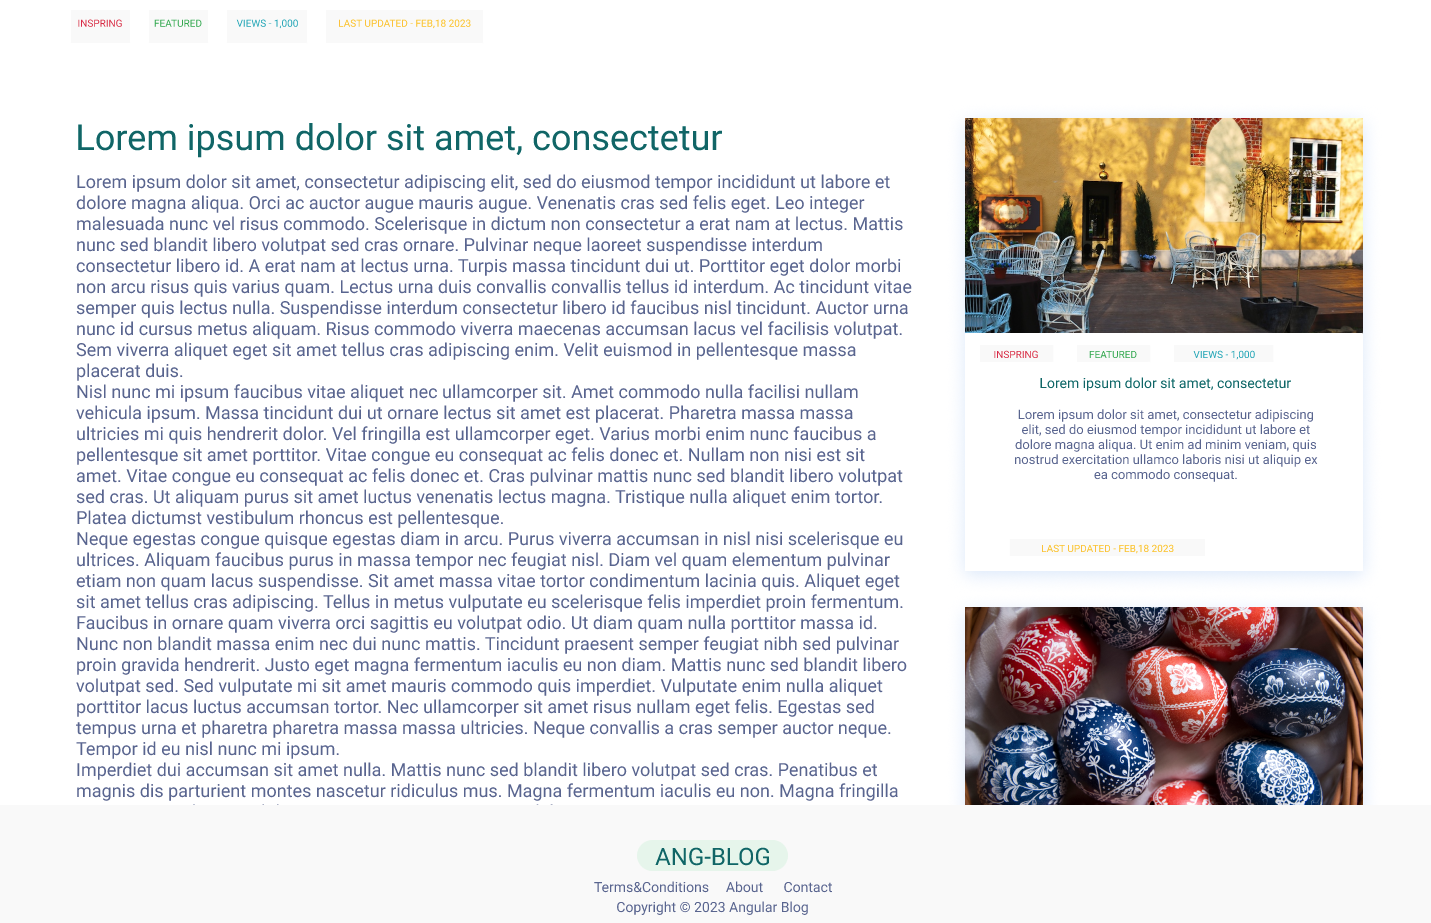 INSPRING
FEATURED
VIEWS - 1,000
LAST UPDATED - FEB,18 2023
Lorem ipsum dolor sit amet, consectetur
Lorem ipsum dolor sit amet, consectetur adipiscing elit, sed do eiusmod tempor incididunt ut labore et
dolore magna aliqua. Orci ac auctor augue mauris augue. Venenatis cras sed felis eget. Leo integer
malesuada nunc vel risus commodo. Scelerisque in dictum non consectetur a erat nam at lectus. Mattis
nunc sed blandit libero volutpat sed cras ornare. Pulvinar neque laoreet suspendisse interdum
consectetur libero id. A erat nam at lectus urna. Turpis massa tincidunt dui ut. Porttitor eget dolor morbi
non arcu risus quis varius quam. Lectus urna duis convallis convallis tellus id interdum. Ac tincidunt vitae
semper quis lectus nulla. Suspendisse interdum consectetur libero id faucibus nisl tincidunt. Auctor urna
nunc id cursus metus aliquam. Risus commodo viverra maecenas accumsan lacus vel facilisis volutpat.
Sem viverra aliquet eget sit amet tellus cras adipiscing enim. Velit euismod in pellentesque massa
placerat duis.
Nisl nunc mi ipsum faucibus vitae aliquet nec ullamcorper sit. Amet commodo nulla facilisi nullam
vehicula ipsum. Massa tincidunt dui ut ornare lectus sit amet est placerat. Pharetra massa massa
ultricies mi quis hendrerit dolor. Vel fringilla est ullamcorper eget. Varius morbi enim nunc faucibus a
pellentesque sit amet porttitor. Vitae congue eu consequat ac felis donec et. Nullam non nisi est sit
amet. Vitae congue eu consequat ac felis donec et. Cras pulvinar mattis nunc sed blandit libero volutpat
sed cras. Ut aliquam purus sit amet luctus venenatis lectus magna. Tristique nulla aliquet enim tortor.
Platea dictumst vestibulum rhoncus est pellentesque.
Neque egestas congue quisque egestas diam in arcu. Purus viverra accumsan in nisl nisi scelerisque eu
ultrices. Aliquam faucibus purus in massa tempor nec feugiat nisl. Diam vel quam elementum pulvinar
etiam non quam lacus suspendisse. Sit amet massa vitae tortor condimentum lacinia quis. Aliquet eget
sit amet tellus cras adipiscing. Tellus in metus vulputate eu scelerisque felis imperdiet proin fermentum.
Faucibus in ornare quam viverra orci sagittis eu volutpat odio. Ut diam quam nulla porttitor massa id.
Nunc non blandit massa enim nec dui nunc mattis. Tincidunt praesent semper feugiat nibh sed pulvinar
proin gravida hendrerit. Justo eget magna fermentum iaculis eu non diam. Mattis nunc sed blandit libero
volutpat sed. Sed vulputate mi sit amet mauris commodo quis imperdiet. Vulputate enim nulla aliquet
porttitor lacus luctus accumsan tortor. Nec ullamcorper sit amet risus nullam eget felis. Egestas sed
tempus urna et pharetra pharetra massa massa ultricies. Neque convallis a cras semper auctor neque.
Tempor id eu nisl nunc mi ipsum.
Imperdiet dui accumsan sit amet nulla. Mattis nunc sed blandit libero volutpat sed cras. Penatibus et
magnis dis parturient montes nascetur ridiculus mus. Magna fermentum iaculis eu non. Magna fringilla
INSPRING
FEATURED
VIEWS - 1,000
Lorem ipsum dolor sit amet, consectetur
Lorem ipsum dolor sit amet, consectetur adipiscing
elit, sed do eiusmod tempor incididunt ut labore et
dolore magna aliqua. Ut enim ad minim veniam, quis
nostrud exercitation ullamco laboris nisi ut aliquip ex
ea commodo consequat.
LAST UPDATED - FEB,18 2023
ANG-BLOG
Terms&Conditions About Contact
Copyright © 2023 Angular Blog